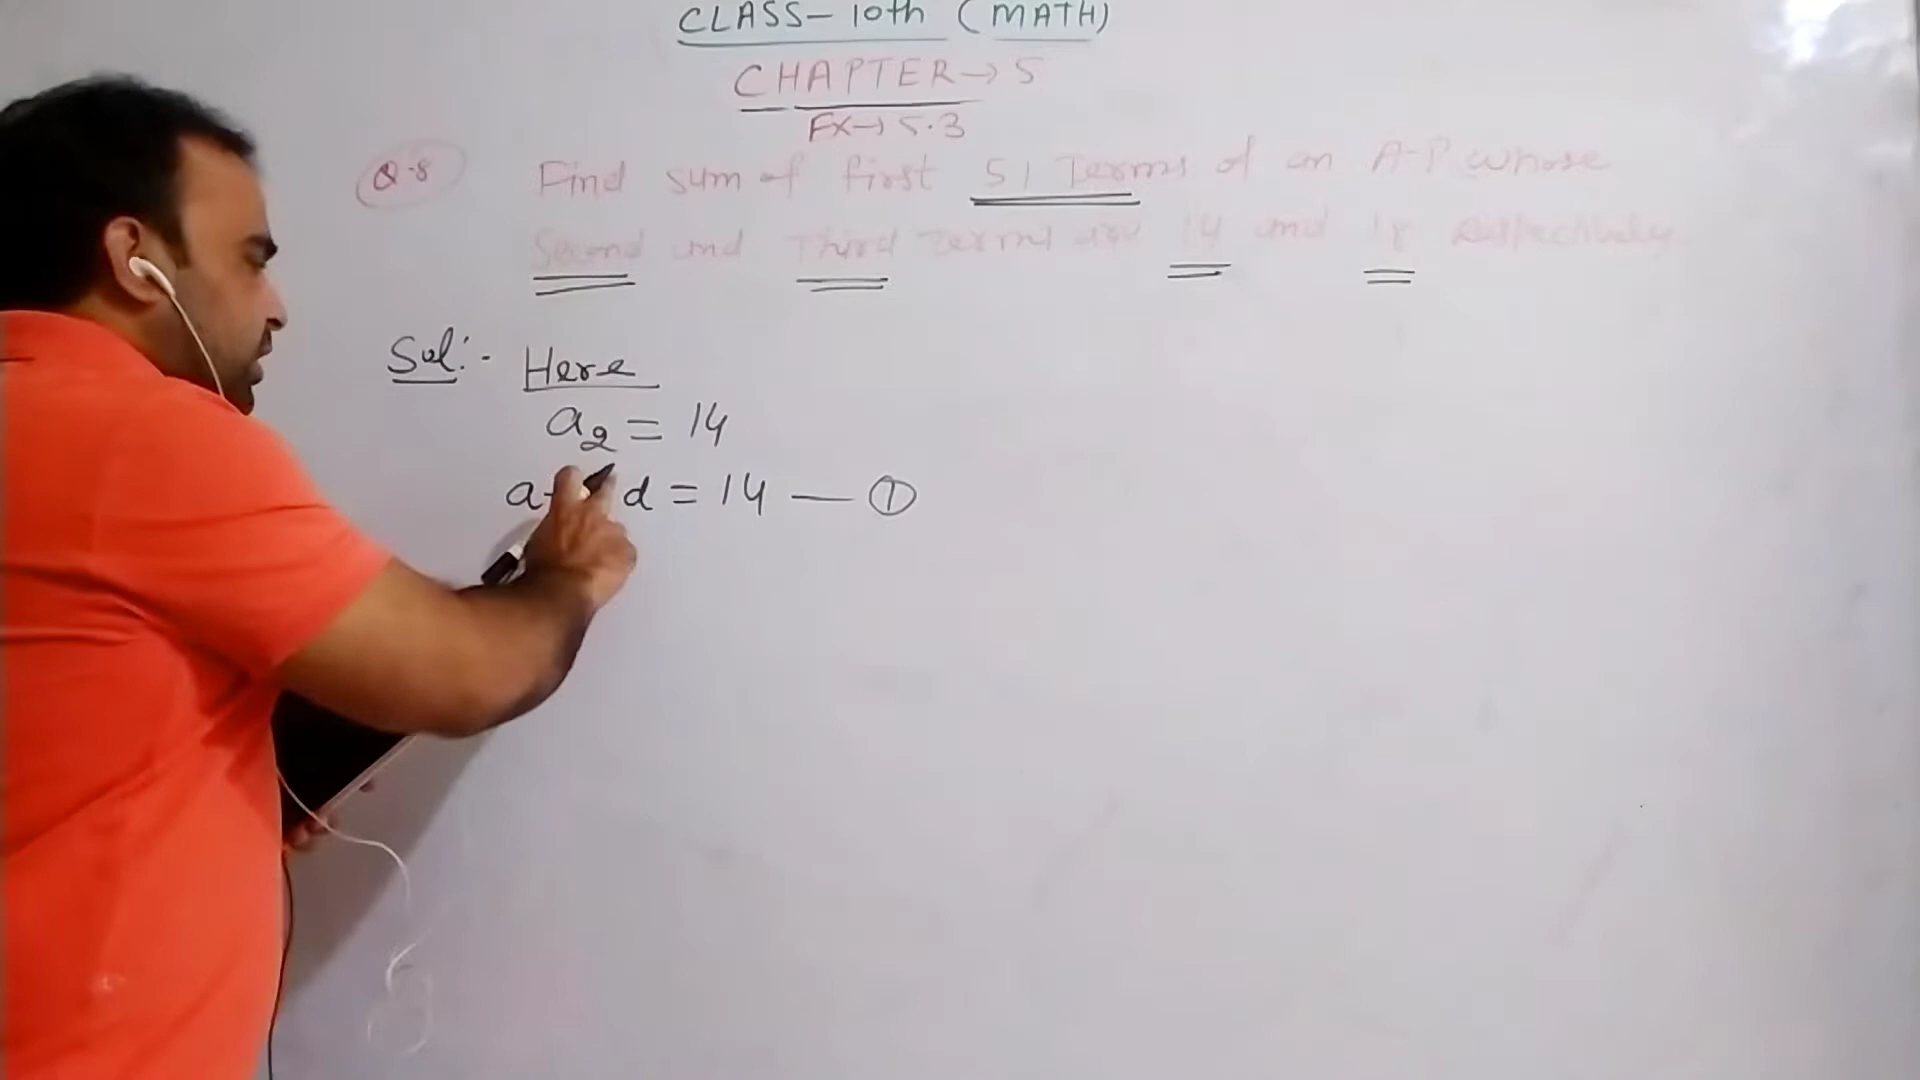 CLASS - 10th (MATH)
CHAPTER → 5
EX → 5.3
Q.8 Find sum of first 51 Terms of an A.P whose
Second and Third Terms are 14 and 18 respectively
Sol:- Here
a₂ = 14
a d = 14 — ①